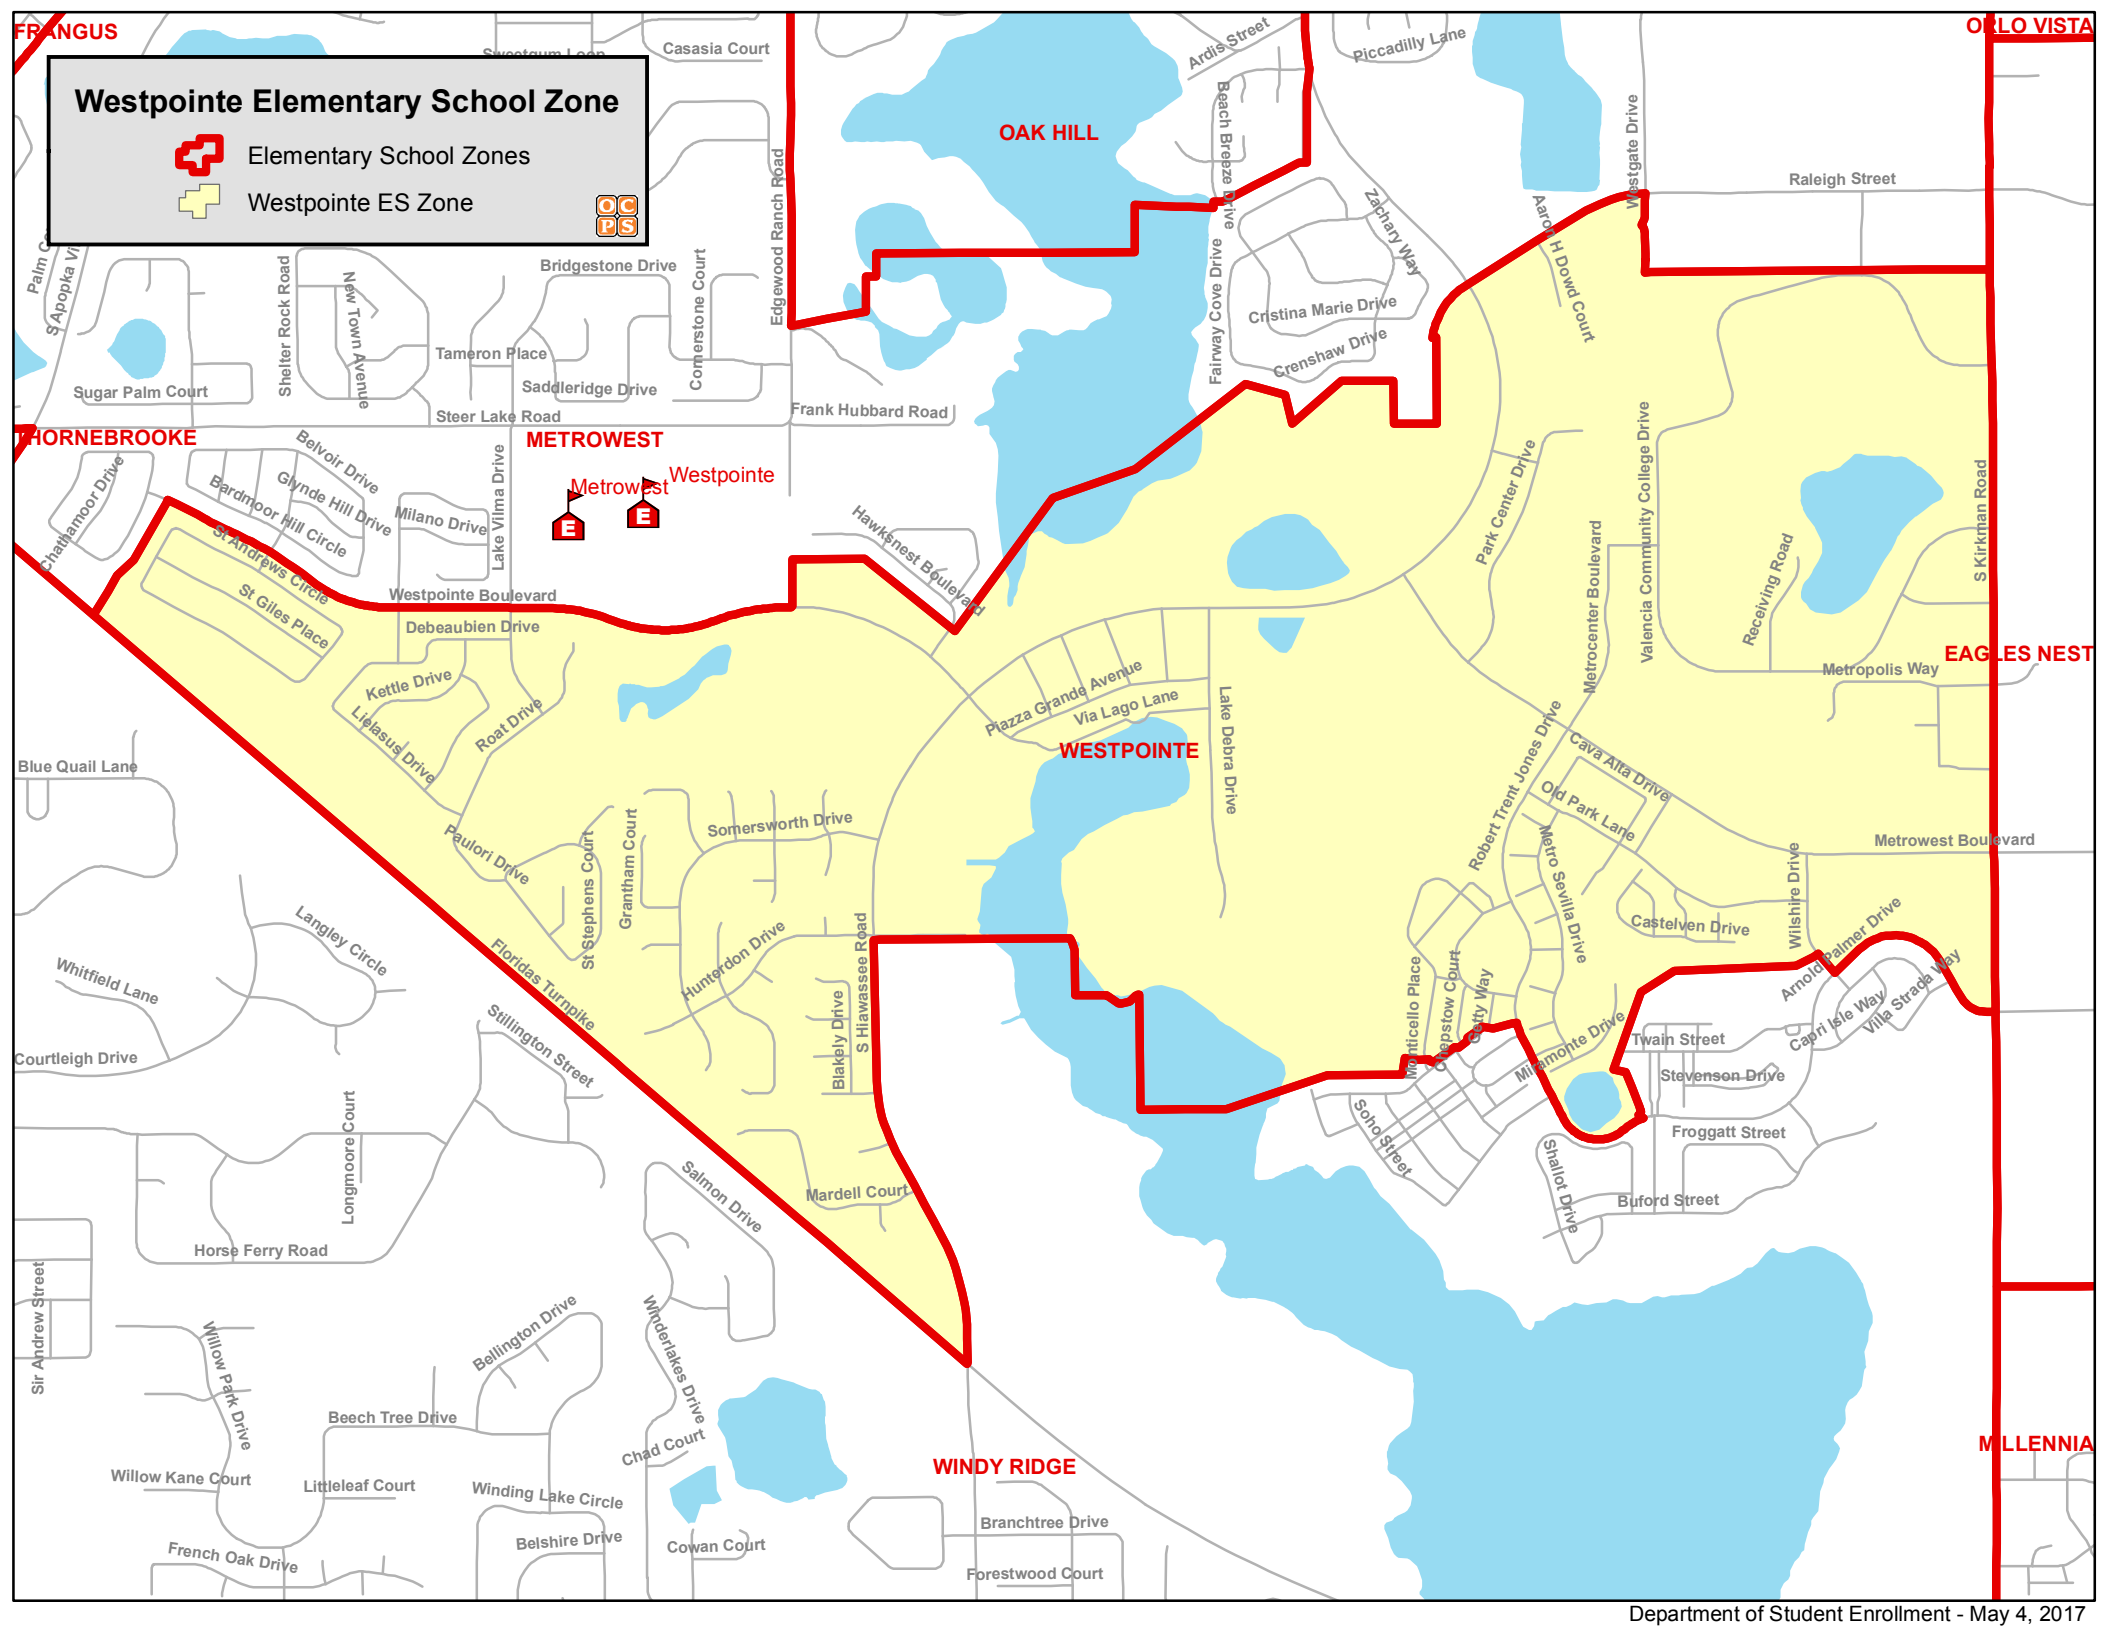 FRANGUS
Sweetgum Loop
Casasia Court
Ardis Street
Piccadilly Lane
ORLO VISTA
Westpointe Elementary School Zone
Elementary School Zones
Westpointe ES Zone
OC
PS
OAK HILL
Beach Breeze Drive
Westgate Drive
Raleigh Street
Edgewood Ranch Road
Zachary Way
Aaron H Dowd Court
S Apopka Vi
Shelter Rock Road
New Town Avenue
Bridgestone Drive
Cornerstone Court
Fairway Cove Drive
Cristina Marie Drive
Crenshaw Drive
Tameron Place
Saddleridge Drive
Sugar Palm Court
Steer Lake Road
Frank Hubbard Road
THORNEBROOKE
METROWEST
Chathamoor Drive
Belvoir Drive
Glynde Hill Drive
Bardmoor Hill Circle
Milano Drive
Lake Vilma Drive
Metrowest
Westpointe
E
E
Hawksnest Boulevard
Park Center Drive
Valencia Community College Drive
Metrocenter Boulevard
Receiving Road
S Kirkman Road
St Andrews Circle
St Giles Place
Westpointe Boulevard
Debeaubien Drive
Kettle Drive
Lielasus Drive
Roat Drive
Piazza Grande Avenue
Via Lago Lane
Lake Debra Drive
EAGLES NEST
Metropolis Way
WESTPOINTE
Robert Trent Jones Drive
Cava Alta Drive
Old Park Lane
Blue Quail Lane
Paulori Drive
St Stephens Court
Grantham Court
Somersworth Drive
Metro Sevilla Drive
Metrowest Boulevard
Wilshire Drive
Castelven Drive
Arnold Palmer Drive
Langley Circle
Whitfield Lane
Floridas Turnpike
Hunterdon Drive
S Hiawassee Road
Blakely Drive
Monticello Place
Chepstow Court
Getty Way
Miramonte Drive
Capri Isle Way
Villa Strada Way
Twain Street
Stevenson Drive
Froggatt Street
Courtleigh Drive
Stillington Street
Longmoore Court
Soho Street
Shallot Drive
Buford Street
Mardell Court
Salmon Drive
Horse Ferry Road
Sir Andrew Street
Willow Park Drive
Bellington Drive
Winderlakes Drive
Beech Tree Drive
Chad Court
MILLENNIA
WINDY RIDGE
Willow Kane Court
Littleleaf Court
Winding Lake Circle
Branchtree Drive
Belshire Drive
Cowan Court
French Oak Drive
Forestwood Court
Department of Student Enrollment - May 4, 2017